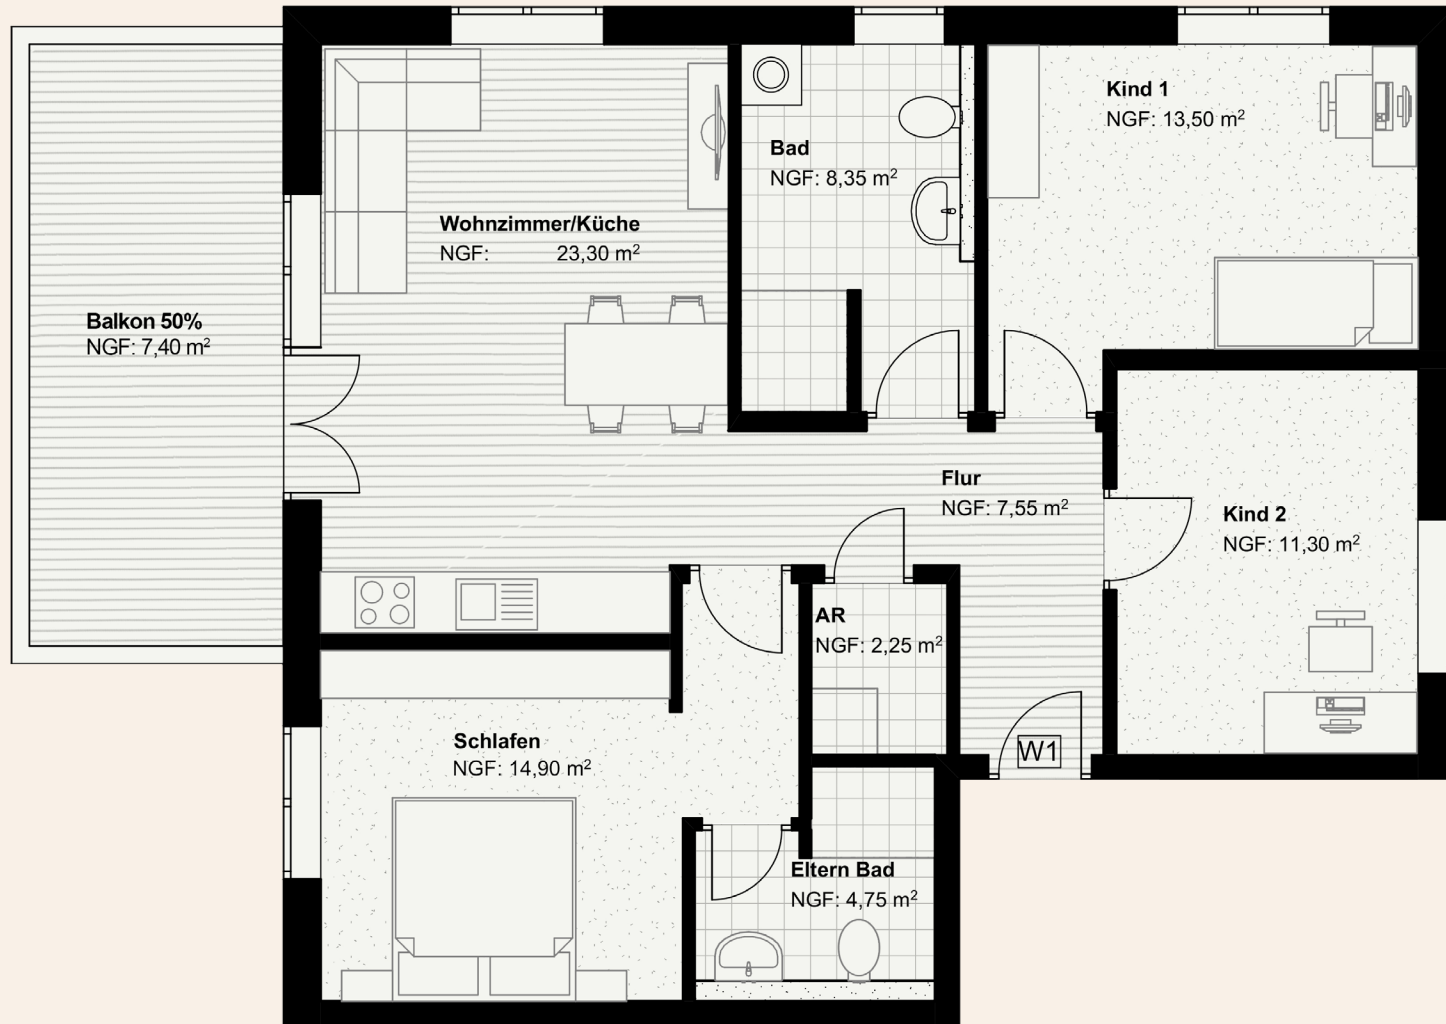 Kind 1
NGF: 13,50 m²
Bad
NGF: 8,35 m²
Wohnzimmer/Küche
NGF: 23,30 m²
Balkon 50%
NGF: 7,40 m²
Flur
NGF: 7,55 m²
Kind 2
NGF: 11,30 m²
AR
NGF: 2,25 m²
Schlafen
NGF: 14,90 m²
W1
Eltern Bad
NGF: 4,75 m²